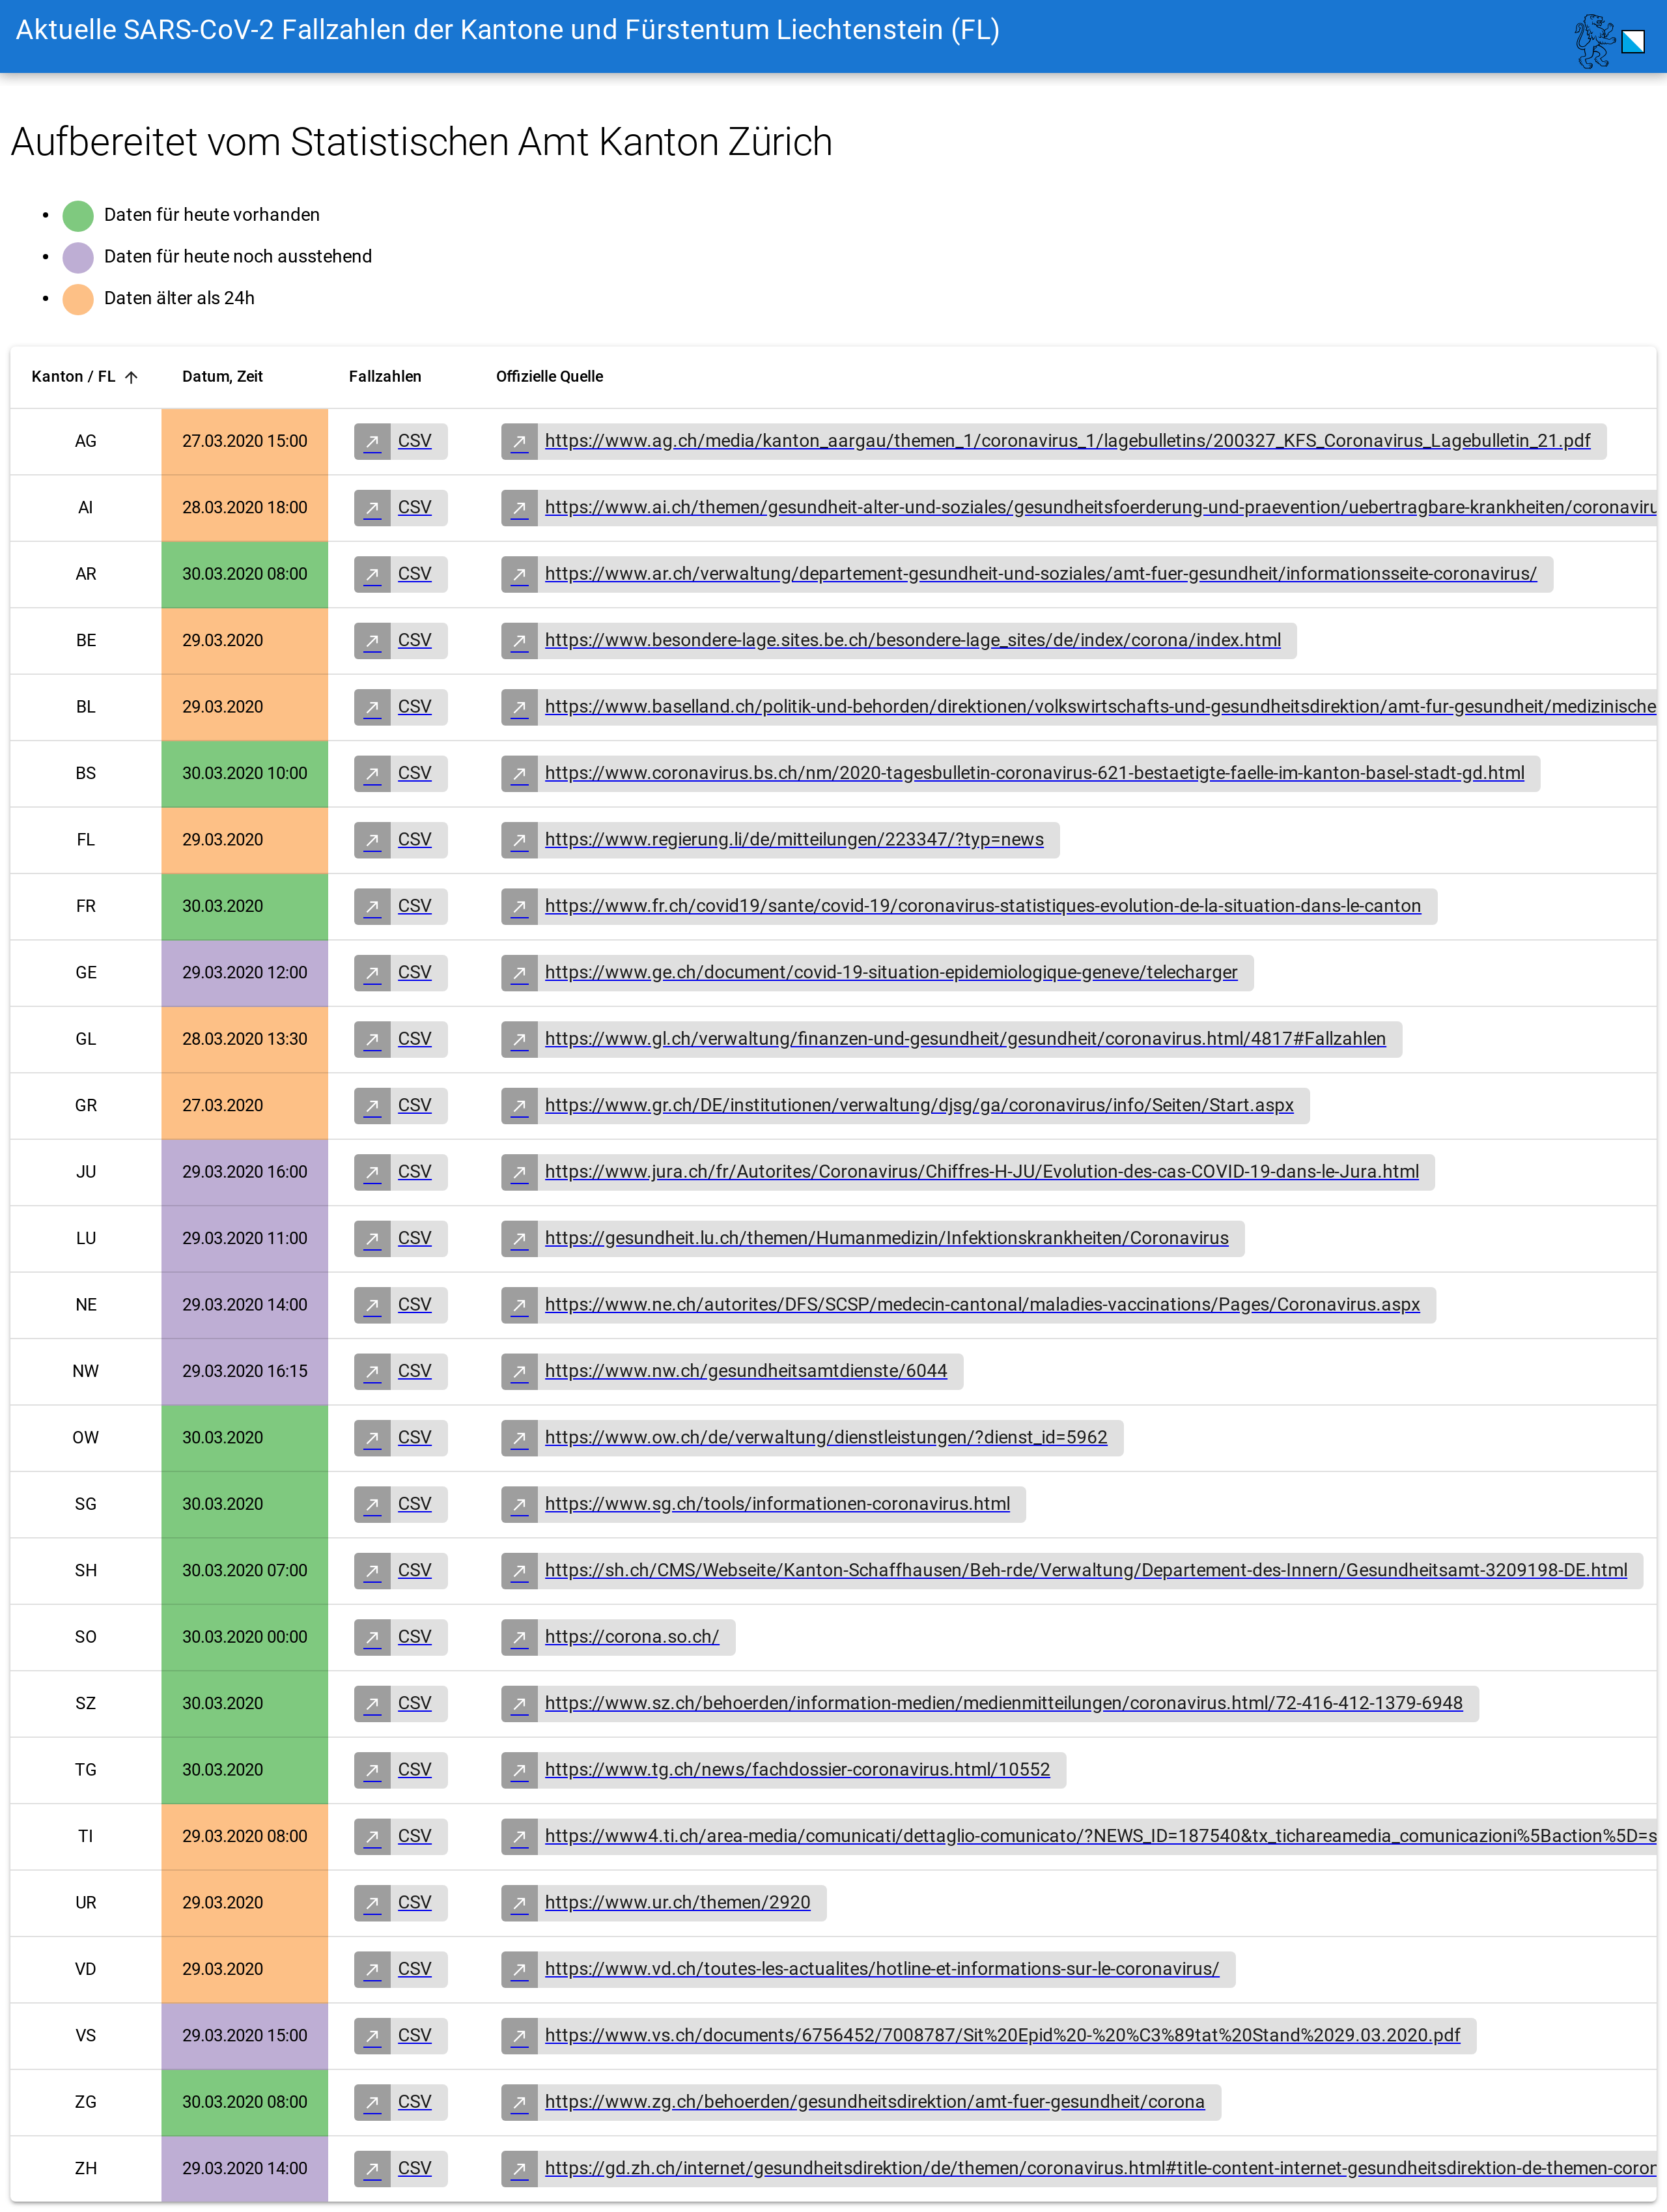 Aktuelle SARS-CoV-2 Fallzahlen der Kantone und Fürstentum Liechtenstein (FL)
Aufbereitet vom Statistischen Amt Kanton Zürich
Daten für heute vorhanden
Daten für heute noch ausstehend
Daten älter als 24h
Kanton / FL Datum, Zeit Fallzahlen Offizielle Quelle
AG 27.03.2020 15:00 CSV https://www.ag.ch/media/kanton_aargau/themen_1/coronavirus_1/lagebulletins/200327_KFS_Coronavirus_Lagebulletin_21.pdf
AI 28.03.2020 18:00 CSV https://www.ai.ch/themen/gesundheit-alter-und-soziales/gesundheitsfoerderung-und-praevention/uebertragbare-krankheiten/coronaviru
AR 30.03.2020 08:00 CSV https://www.ar.ch/verwaltung/departement-gesundheit-und-soziales/amt-fuer-gesundheit/informationsseite-coronavirus/
BE 29.03.2020 CSV https://www.besondere-lage.sites.be.ch/besondere-lage_sites/de/index/corona/index.html
BL 29.03.2020 CSV https://www.baselland.ch/politik-und-behorden/direktionen/volkswirtschafts-und-gesundheitsdirektion/amt-fur-gesundheit/medizinische
BS 30.03.2020 10:00 CSV https://www.coronavirus.bs.ch/nm/2020-tagesbulletin-coronavirus-621-bestaetigte-faelle-im-kanton-basel-stadt-gd.html
FL 29.03.2020 CSV https://www.regierung.li/de/mitteilungen/223347/?typ=news
FR 30.03.2020 CSV https://www.fr.ch/covid19/sante/covid-19/coronavirus-statistiques-evolution-de-la-situation-dans-le-canton
GE 29.03.2020 12:00 CSV https://www.ge.ch/document/covid-19-situation-epidemiologique-geneve/telecharger
GL 28.03.2020 13:30 CSV https://www.gl.ch/verwaltung/finanzen-und-gesundheit/gesundheit/coronavirus.html/4817#Fallzahlen
GR 27.03.2020 CSV https://www.gr.ch/DE/institutionen/verwaltung/djsg/ga/coronavirus/info/Seiten/Start.aspx
JU 29.03.2020 16:00 CSV https://www.jura.ch/fr/Autorites/Coronavirus/Chiffres-H-JU/Evolution-des-cas-COVID-19-dans-le-Jura.html
LU 29.03.2020 11:00 CSV https://gesundheit.lu.ch/themen/Humanmedizin/Infektionskrankheiten/Coronavirus
NE 29.03.2020 14:00 CSV https://www.ne.ch/autorites/DFS/SCSP/medecin-cantonal/maladies-vaccinations/Pages/Coronavirus.aspx
NW 29.03.2020 16:15 CSV https://www.nw.ch/gesundheitsamtdienste/6044
OW 30.03.2020 CSV https://www.ow.ch/de/verwaltung/dienstleistungen/?dienst_id=5962
SG 30.03.2020 CSV https://www.sg.ch/tools/informationen-coronavirus.html
SH 30.03.2020 07:00 CSV https://sh.ch/CMS/Webseite/Kanton-Schaffhausen/Beh-rde/Verwaltung/Departement-des-Innern/Gesundheitsamt-3209198-DE.html
SO 30.03.2020 00:00 CSV https://corona.so.ch/
SZ 30.03.2020 CSV https://www.sz.ch/behoerden/information-medien/medienmitteilungen/coronavirus.html/72-416-412-1379-6948
TG 30.03.2020 CSV https://www.tg.ch/news/fachdossier-coronavirus.html/10552
TI 29.03.2020 08:00 CSV https://www4.ti.ch/area-media/comunicati/dettaglio-comunicato/?NEWS_ID=187540&tx_tichareamedia_comunicazioni%5Baction%5D=s
UR 29.03.2020 CSV https://www.ur.ch/themen/2920
VD 29.03.2020 CSV https://www.vd.ch/toutes-les-actualites/hotline-et-informations-sur-le-coronavirus/
VS 29.03.2020 15:00 CSV https://www.vs.ch/documents/6756452/7008787/Sit%20Epid%20-%20%C3%89tat%20Stand%2029.03.2020.pdf
ZG 30.03.2020 08:00 CSV https://www.zg.ch/behoerden/gesundheitsdirektion/amt-fuer-gesundheit/corona
ZH 29.03.2020 14:00 CSV https://gd.zh.ch/internet/gesundheitsdirektion/de/themen/coronavirus.html#title-content-internet-gesundheitsdirektion-de-themen-coron